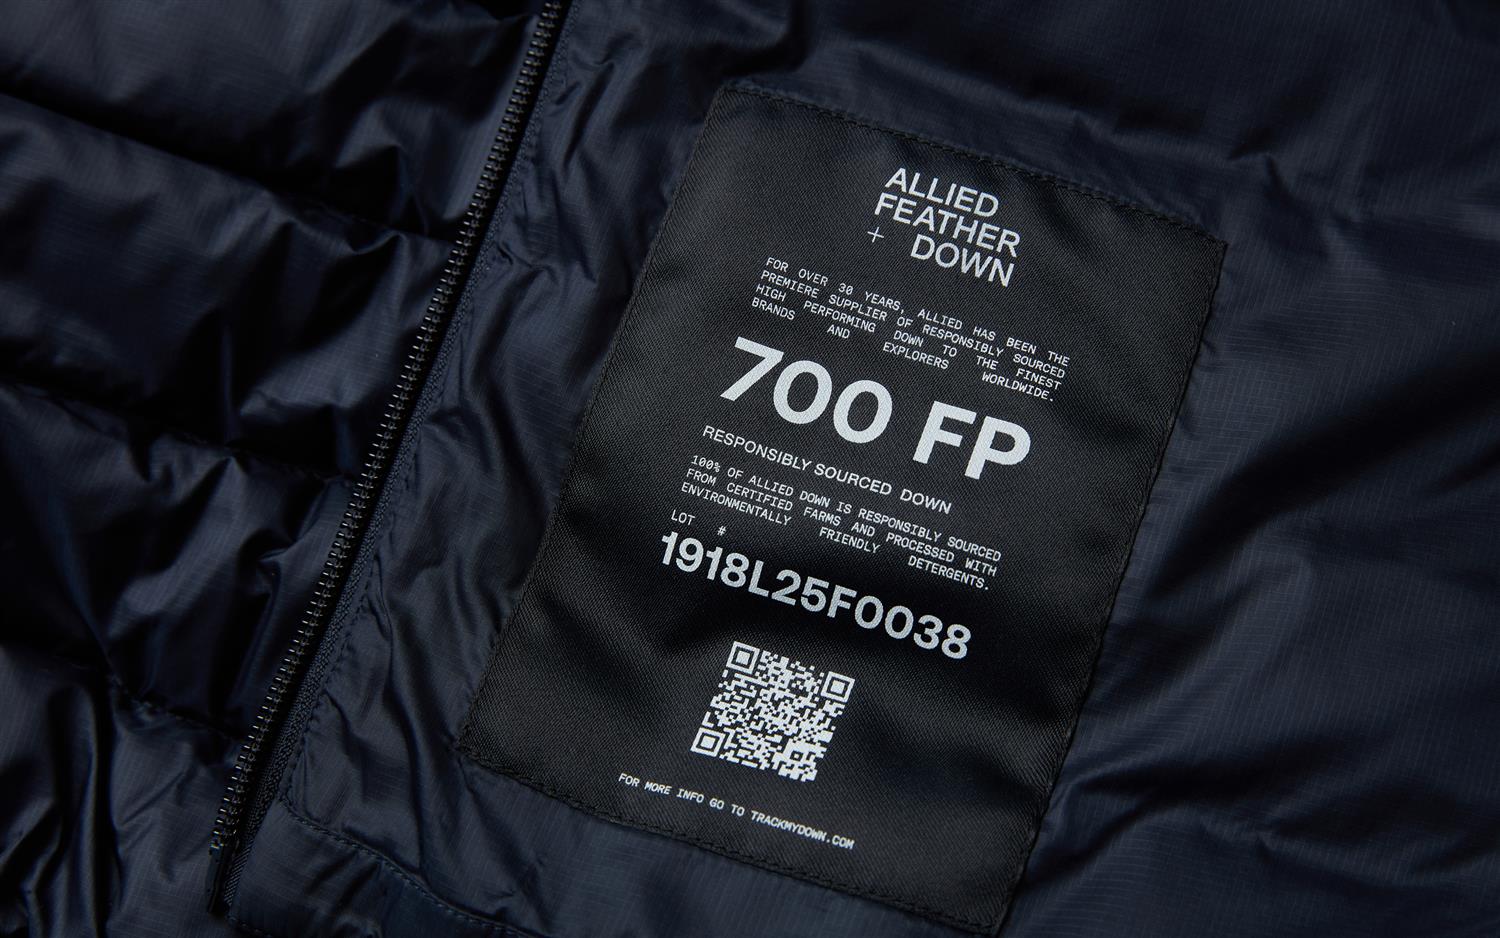 ALLIED
FEATHER
+ DOWN
FOR OVER 30 YEARS, ALLIED HAS BEEN THE
PREMIERE SUPPLIER OF RESPONSIBLY SOURCED
HIGH PERFORMING DOWN TO THE FINEST
BRANDS AND EXPLORERS WORLDWIDE.
700 FP
RESPONSIBLY SOURCED DOWN
100% OF ALLIED DOWN IS RESPONSIBLY SOURCED
FROM CERTIFIED FARMS AND PROCESSED WITH
ENVIRONMENTALLY FRIENDLY DETERGENTS.
LOT #
1918L25F0038
FOR MORE INFO GO TO TRACKMYDOWN.COM